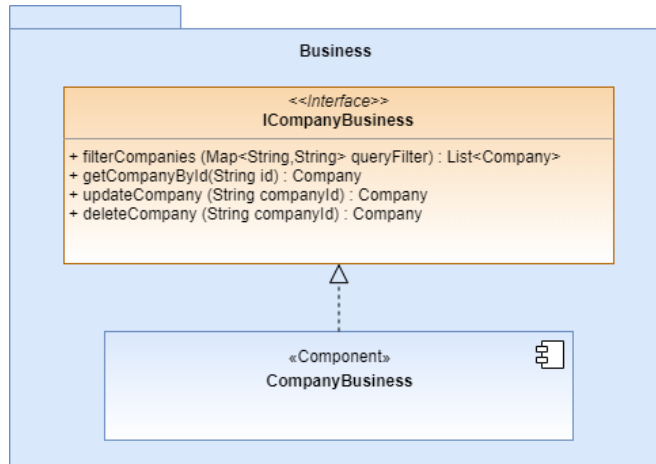 Business
<<Interface>>
ICompanyBusiness
+ filterCompanies (Map<String,String> queryFilter) : List<Company>
+ getCompanyById(String id) : Company
+ updateCompany (String companyId) : Company
+ deleteCompany (String companyId) : Company
«Component»
CompanyBusiness